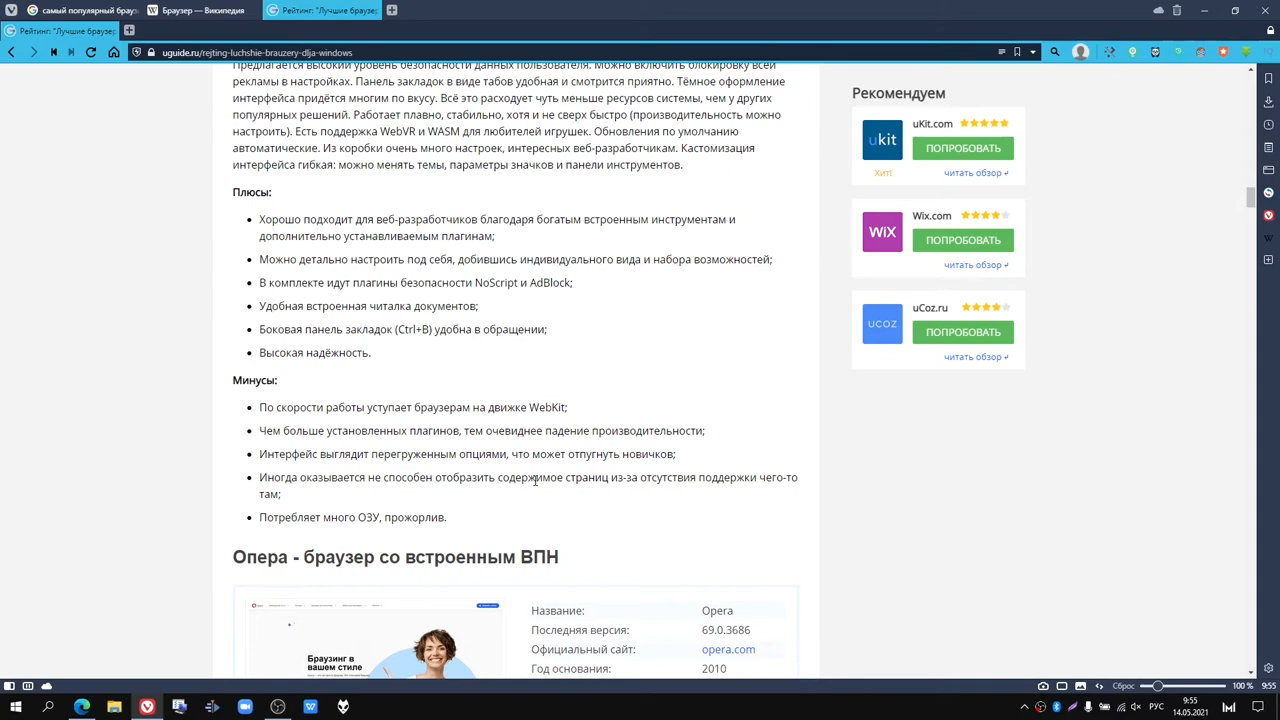 самый популярный брауз
Браузер — Википедия
Рейтинг: "Лучшие браузер
Рейтинг: "Лучшие браузер
uguide.ru/rejting-luchshie-brauzery-dlja-windows
Предлагается высокий уровень безопасности данных пользователя. Можно включить блокировку всей
рекламы в настройках. Панель закладок в виде табов удобная и смотрится приятно. Тёмное оформление
интерфейса придётся многим по вкусу. Всё это расходует чуть меньше ресурсов системы, чем у других
популярных решений. Работает плавно, стабильно, хотя и не сверх быстро (производительность можно
настроить). Есть поддержка WebVR и WASM для любителей игрушек. Обновления по умолчанию
автоматические. Из коробки очень много настроек, интересных веб-разработчикам. Кастомизация
интерфейса гибкая: можно менять темы, параметры значков и панели инструментов.
Плюсы:
Хорошо подходит для веб-разработчиков благодаря богатым встроенным инструментам и
дополнительно устанавливаемым плагинам;
Можно детально настроить под себя, добившись индивидуального вида и набора возможностей;
В комплекте идут плагины безопасности NoScript и AdBlock;
Удобная встроенная читалка документов;
Боковая панель закладок (Ctrl+B) удобна в обращении;
Высокая надёжность.
Минусы:
По скорости работы уступает браузерам на движке WebKit;
Чем больше установленных плагинов, тем очевиднее падение производительности;
Интерфейс выглядит перегруженным опциями, что может отпугнуть новичков;
Иногда оказывается не способен отобразить содержимое страниц из-за отсутствия поддержки чего-то
там;
Потребляет много ОЗУ, прожорлив.
Опера - браузер со встроенным ВПН
Браузинг в
вашем стиле
Название: Opera
Последняя версия: 69.0.3686
Официальный сайт: opera.com
Год основания: 2010
Рекомендуем
ukit
uKit.com
ПОПРОБОВАТЬ
Хит! читать обзор
WiX
Wix.com
ПОПРОБОВАТЬ
читать обзор
UCOZ
uCoz.ru
ПОПРОБОВАТЬ
читать обзор
Сброс 100 % 9:55
РУС
9:55
14.05.2021